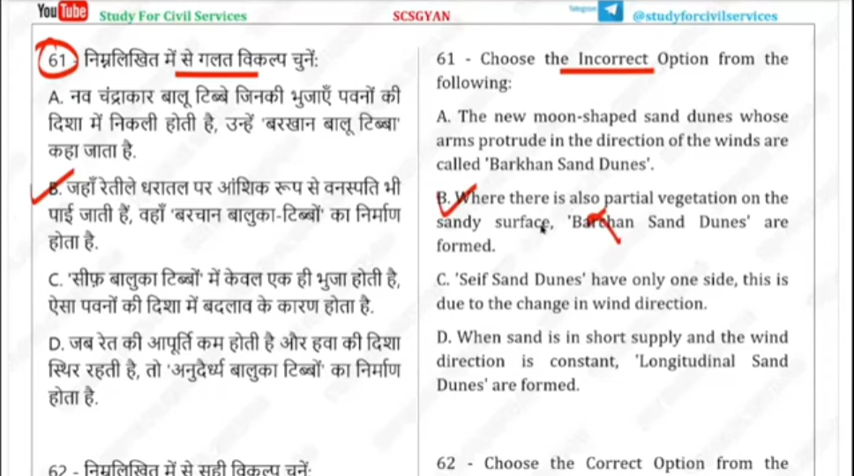 You Tube Study For Civil Services
SCSGYAN
Telegram @studyforcivilservices
61 - निम्नलिखित में से गलत विकल्प चुनें:
A. नव चंद्राकार बालू टिब्बे जिनकी भुजाएँ पवनों की
दिशा में निकली होती है, उन्हें 'बरखान बालू टिब्बा'
कहा जाता है.
B. जहाँ रेतीले धरातल पर आंशिक रूप से वनस्पति भी
पाई जाती हैं, वहाँ 'बरचान बालुका-टिब्बों' का निर्माण
होता है.
C. 'सीफ़ बालुका टिब्बों' में केवल एक ही भुजा होती है,
ऐसा पवनों की दिशा में बदलाव के कारण होता है.
D. जब रेत की आपूर्ति कम होती है और हवा की दिशा
स्थिर रहती है, तो 'अनुदैर्ध्य बालुका टिब्बों' का निर्माण
होता है.
62 - निम्नलिखित में से सही विकल्प चुनें:
61 - Choose the Incorrect Option from the
following:
A. The new moon-shaped sand dunes whose
arms protrude in the direction of the winds are
called 'Barkhan Sand Dunes'.
B. Where there is also partial vegetation on the
sandy surface, 'Barchan Sand Dunes' are
formed.
C. 'Seif Sand Dunes' have only one side, this is
due to the change in wind direction.
D. When sand is in short supply and the wind
direction is constant, 'Longitudinal Sand
Dunes' are formed.
62 - Choose the Correct Option from the